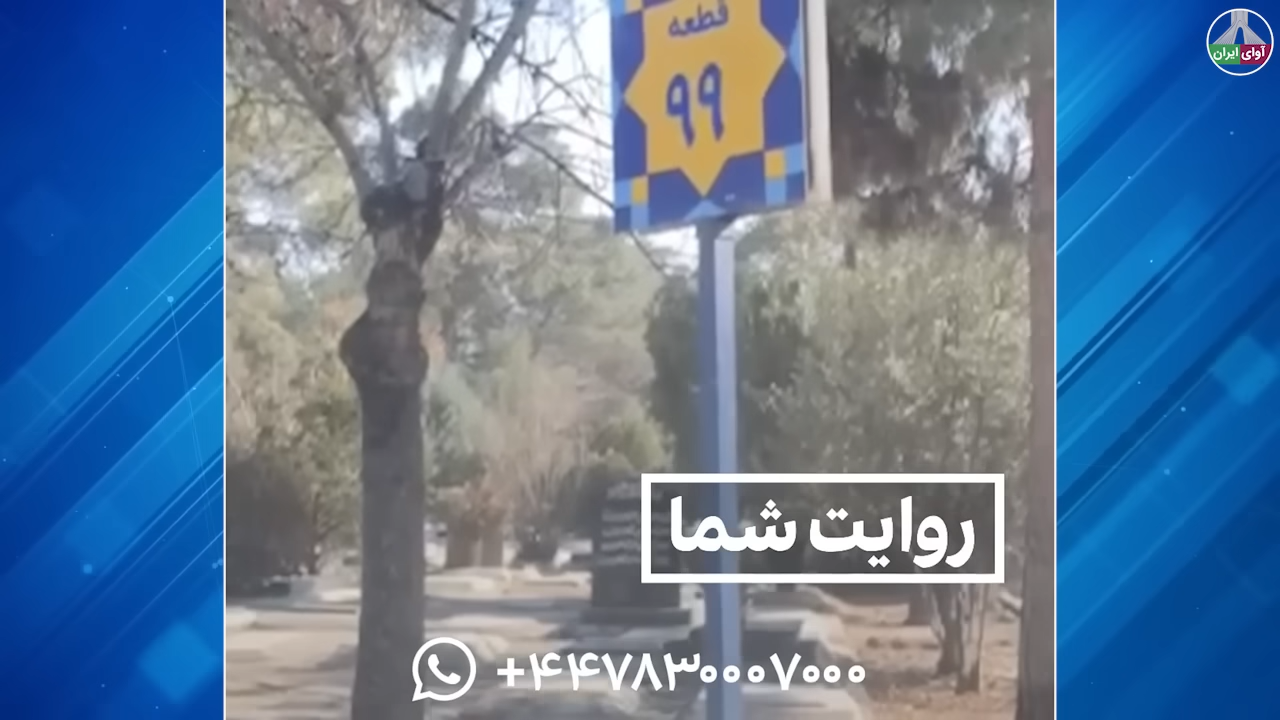 آوای ایران
قطعه
۹۹
روایت شما
+۴۴۷۸۳۰۰۰۷۰۰۰